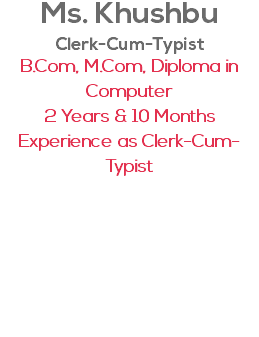 Ms. Khushbu
Clerk-Cum-Typist
B.Com, M.Com, Diploma in
Computer
2 Years & 10 Months
Experience as Clerk-Cum-
Typist